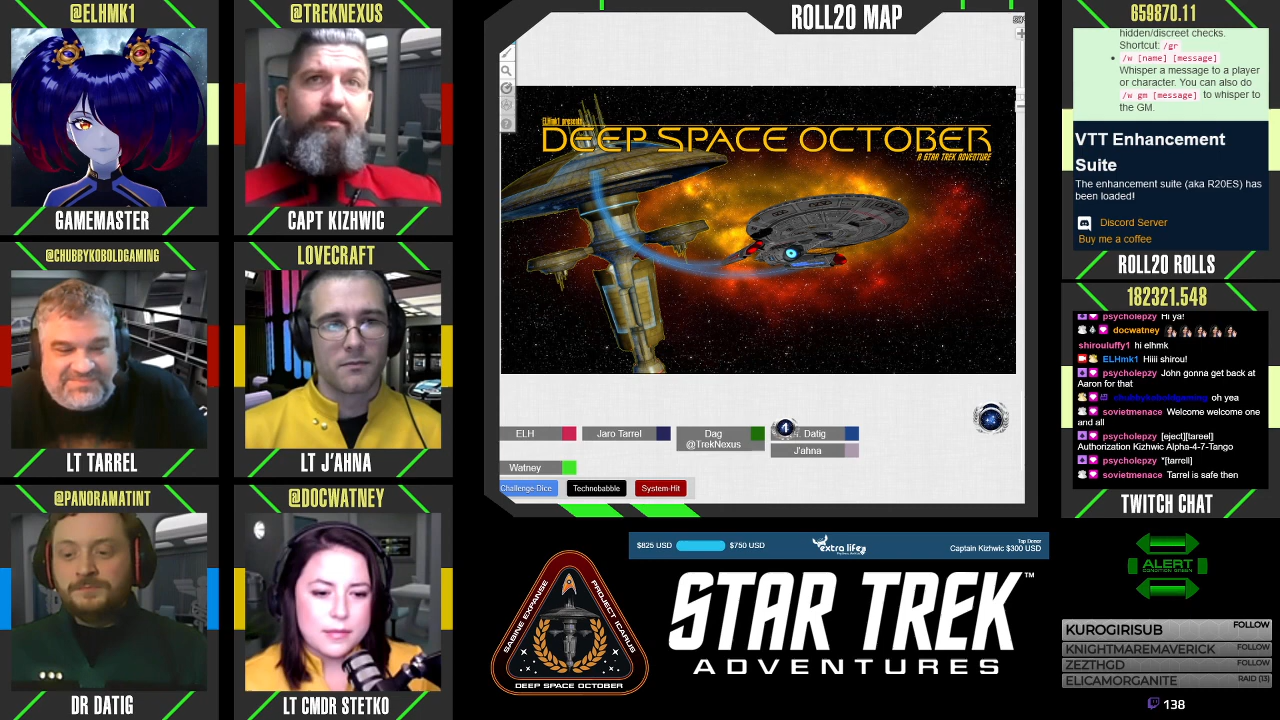 @ELHMK1
GAMEMASTER
@TREKNEXUS
CAPT KIZHWIC
@CHUBBYKOBOLDGAMING
LT TARREL
LOVECRAFT
LT J'AHNA
@PANORAMATINT
DR DATIG
@DOCWATNEY
LT CMDR STETKO
ROLL20 MAP
ELHmk1 presents
DEEP SPACE OCTOBER
A STAR TREK ADVENTURE
ELH
Jaro Tarrel
Dag
@TrekNexus
Datig
J'ahna
Watney
Challenge-Dice
Technobabble
System-Hit
$825 USD
$750 USD
extra life
Top Donor
Captain Kizhwic $300 USD
SABINE EXPANSE
PROJECT ICARUS
DEEP SPACE OCTOBER
STAR TREK™
ADVENTURES
659870.11
hidden/discreet checks.
Shortcut: /gr
• /w [name] [message]
Whisper a message to a player
or character. You can also do
/w gm [message] to whisper to
the GM.
VTT Enhancement
Suite
The enhancement suite (aka R20ES) has
been loaded!
Discord Server
Buy me a coffee
ROLL20 ROLLS
182321.548
psycholepzy Hi ya!
docwatney
shirouluffy1 hi elhmk
ELHmk1 Hiiii shirou!
psycholepzy John gonna get back at
Aaron for that
chubbykoboldgaming oh yea
sovietmenace Welcome welcome one
and all
psycholepzy [eject][tareel]
Authorization Kizhwic Alpha-4-7-Tango
psycholepzy *[tarrell]
sovietmenace Tarrel is safe then
TWITCH CHAT
ALERT
CONDITION GREEN
KUROGIRISUB FOLLOW
KNIGHTMAREMAVERICK FOLLOW
ZEZTHGD FOLLOW
ELICAMORGANITE RAID (13)
138